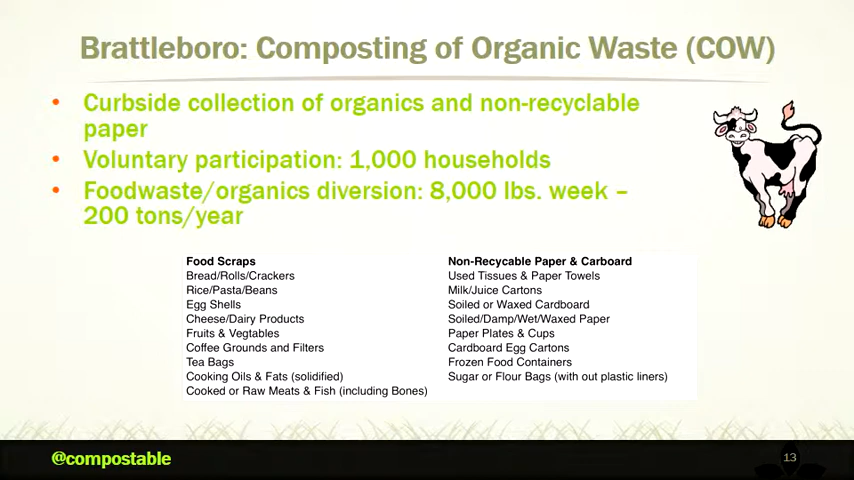 Brattleboro: Composting of Organic Waste (COW)
• Curbside collection of organics and non-recyclable
paper
• Voluntary participation: 1,000 households
• Foodwaste/organics diversion: 8,000 lbs. week –
200 tons/year
Food Scraps
Bread/Rolls/Crackers
Rice/Pasta/Beans
Egg Shells
Cheese/Dairy Products
Fruits & Vegtables
Coffee Grounds and Filters
Tea Bags
Cooking Oils & Fats (solidified)
Cooked or Raw Meats & Fish (including Bones)
Non-Recycable Paper & Carboard
Used Tissues & Paper Towels
Milk/Juice Cartons
Soiled or Waxed Cardboard
Soiled/Damp/Wet/Waxed Paper
Paper Plates & Cups
Cardboard Egg Cartons
Frozen Food Containers
Sugar or Flour Bags (with out plastic liners)
@compostable
13